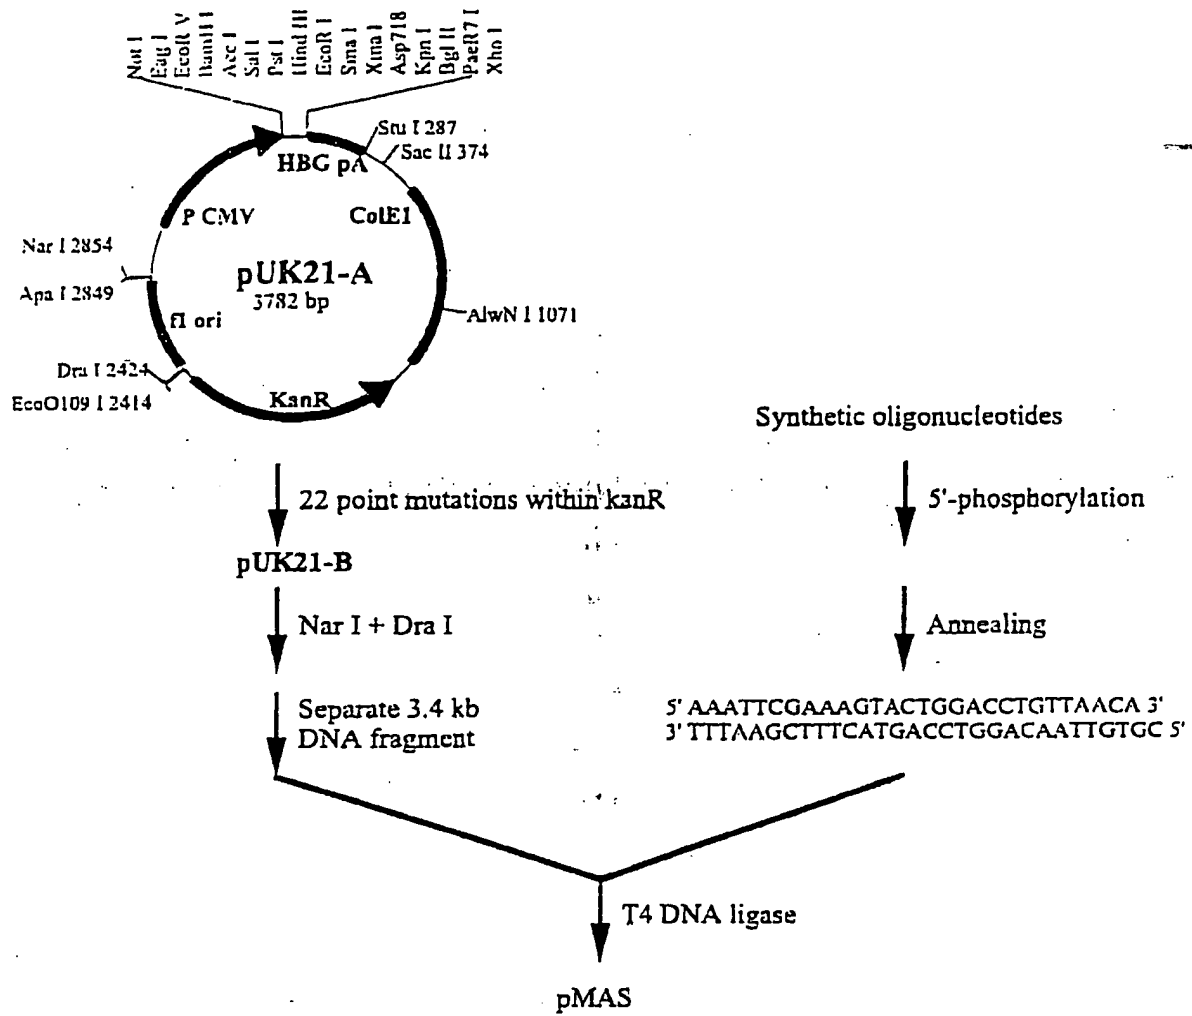 Not I
Eag I
EcoR V
BamH I
Acc I
Sal I
Pst I
Hind III
EcoR I
Sma I
Xma I
Asp718
Kpn I
Bgl II
PaeR7 I
Xho I
Stu I 287
Sac II 374
HBG pA
P CMV
ColE1
Nar I 2854
pUK21-A
3782 bp
Apa I 2849
f1 ori
AlwN I 1071
Dra I 2424
EcoO109 I 2414
KanR
Synthetic oligonucleotides
22 point mutations within kanR
5'-phosphorylation
pUK21-B
Nar I + Dra I
Annealing
Separate 3.4 kb
DNA fragment
5' AAATTCGAAAGTACTGGACCTGTTAACA 3'
3' TTTAAGCTTTCATGACCTGGACAATTGTGC 5'
T4 DNA ligase
pMAS